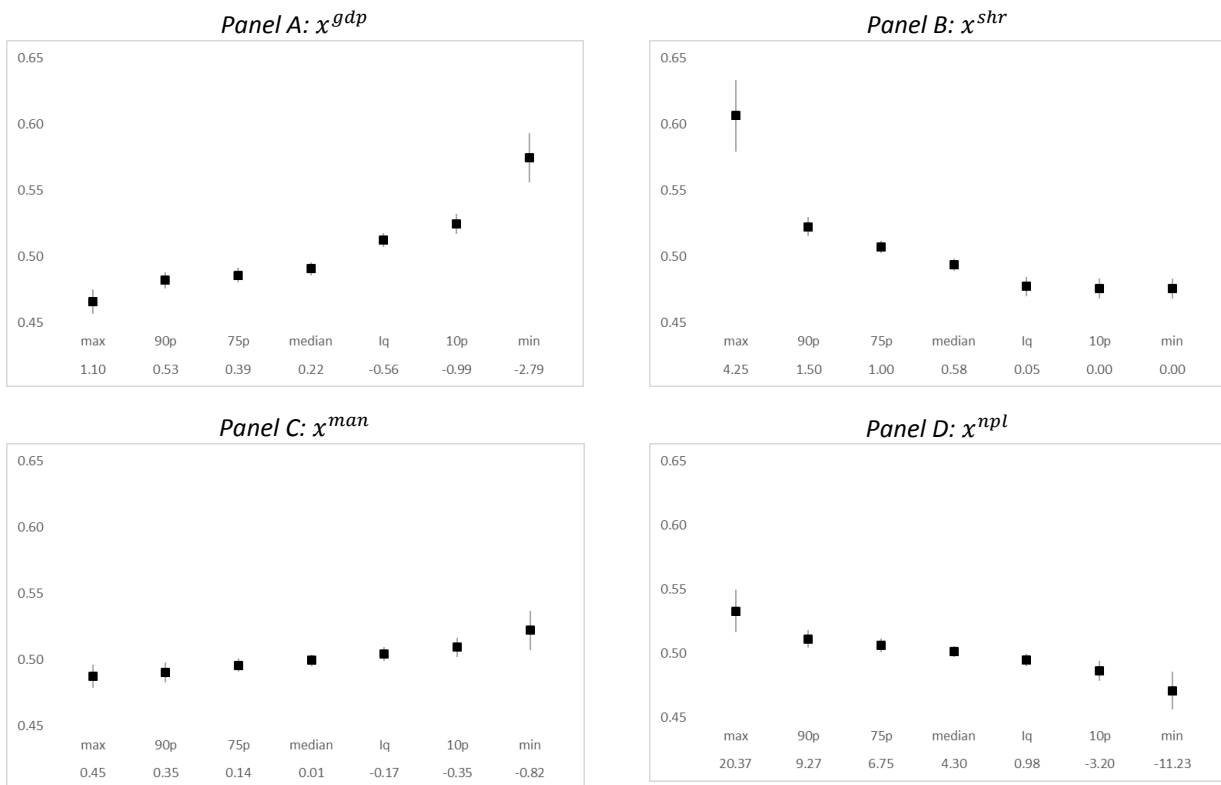 Panel A: x^gdp
0.65
0.60
0.55
0.50
0.45
max 90p 75p median lq 10p min
1.10 0.53 0.39 0.22 -0.56 -0.99 -2.79
Panel B: x^shr
0.65
0.60
0.55
0.50
0.45
max 90p 75p median lq 10p min
4.25 1.50 1.00 0.58 0.05 0.00 0.00
Panel C: x^man
0.65
0.60
0.55
0.50
0.45
max 90p 75p median lq 10p min
0.45 0.35 0.14 0.01 -0.17 -0.35 -0.82
Panel D: x^npl
0.65
0.60
0.55
0.50
0.45
max 90p 75p median lq 10p min
20.37 9.27 6.75 4.30 0.98 -3.20 -11.23